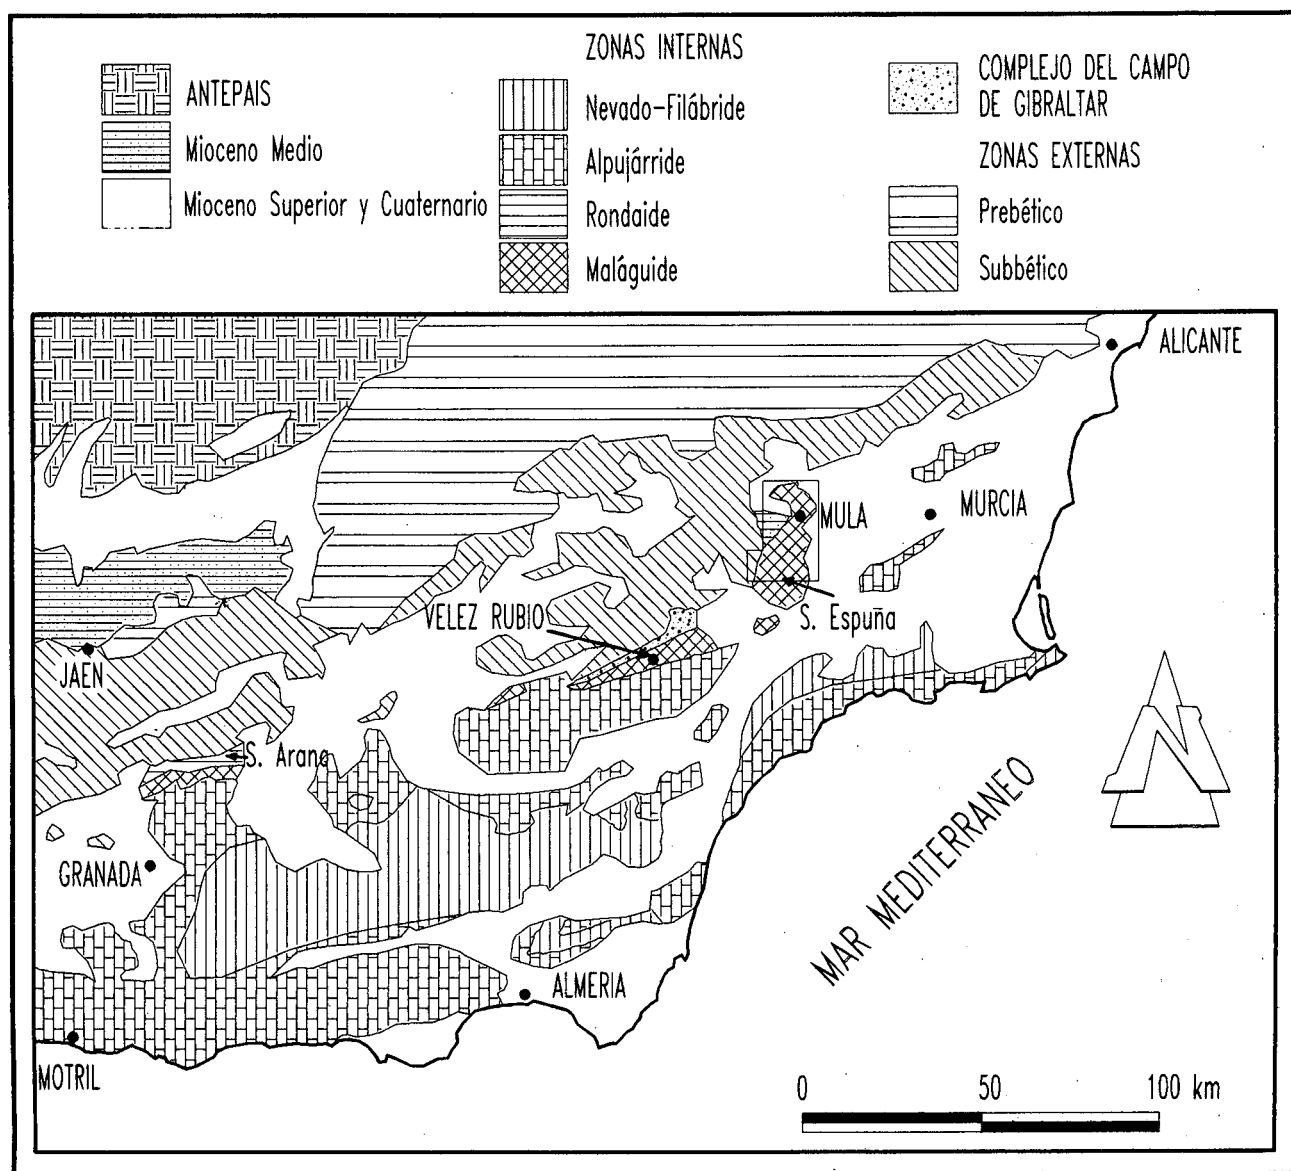 ZONAS INTERNAS
ANTEPAIS
Mioceno Medio
Mioceno Superior y Cuaternario
Nevado-Filábride
Alpujárride
Rondaide
Maláguide
COMPLEJO DEL CAMPO
DE GIBRALTAR
ZONAS EXTERNAS
Prebético
Subbético
ALICANTE
MULA
MURCIA
S. Espuña
VELEZ RUBIO
JAEN
S. Arana
GRANADA
ALMERIA
MOTRIL
MAR MEDITERRANEO
N
0 50 100 km